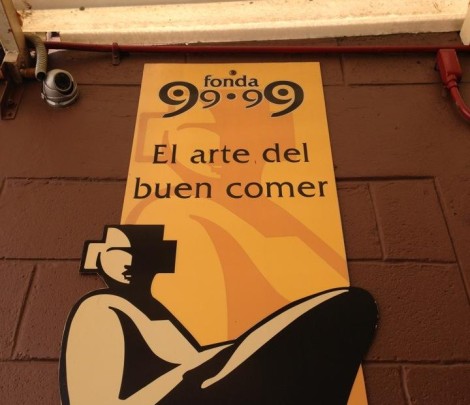 fonda
99•99
El arte del
buen comer